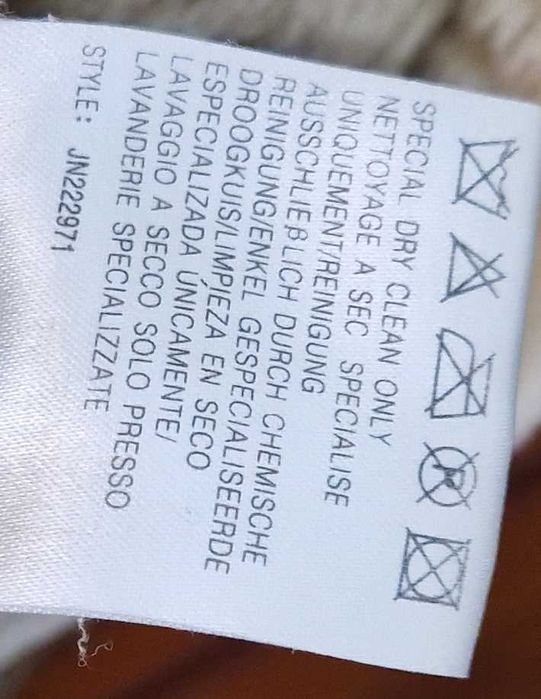 SPECIAL DRY CLEAN ONLY
NETTOYAGE A SEC SPECIALISE
UNIQUEMENT/REINIGUNG
AUSSCHLIEβLICH DURCH CHEMISCHE
REINIGUNG/ENKEL GESPECIALISEERDE
DROOGKUIS/LIMPIEZA EN SECO
ESPECIALIZADA ÚNICAMENTE/
LAVAGGIO A SECCO SOLO PRESSO
LAVANDERIE SPECIALIZZATE
STYLE: JN222971